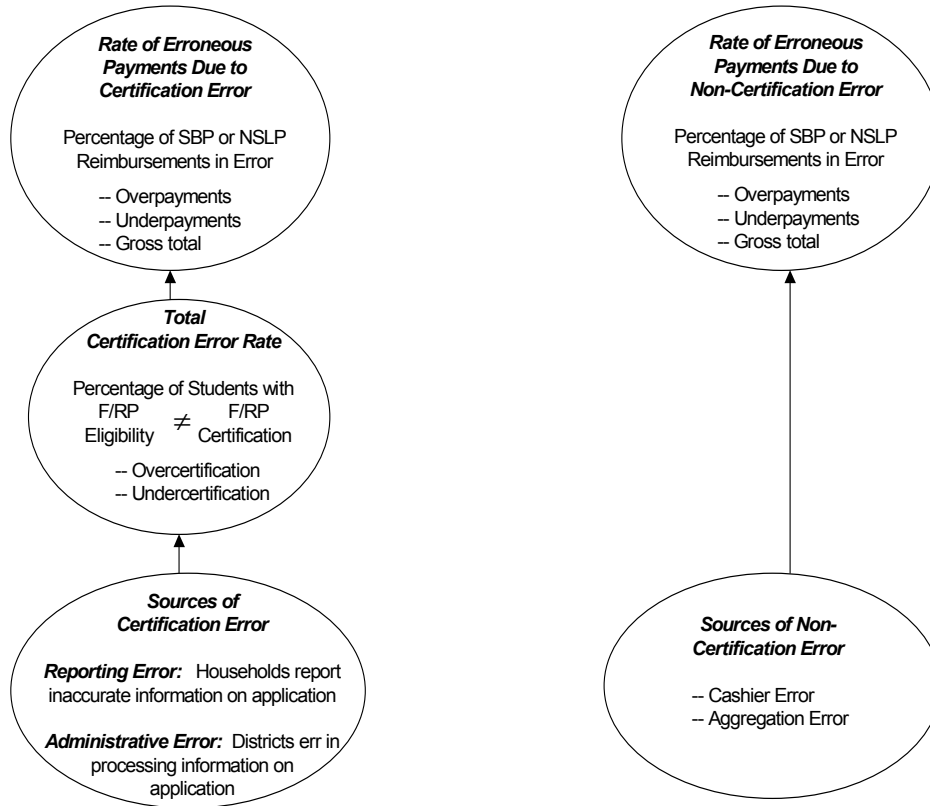 Rate of Erroneous
Payments Due to
Certification Error
Percentage of SBP or NSLP
Reimbursements in Error
-- Overpayments
-- Underpayments
-- Gross total
Total
Certification Error Rate
Percentage of Students with
F/RP ≠ F/RP
Eligibility Certification
-- Overcertification
-- Undercertification
Sources of
Certification Error
Reporting Error: Households report
inaccurate information on application
Administrative Error: Districts err in
processing information on
application
Rate of Erroneous
Payments Due to
Non-Certification Error
Percentage of SBP or NSLP
Reimbursements in Error
-- Overpayments
-- Underpayments
-- Gross total
Sources of Non-
Certification Error
-- Cashier Error
-- Aggregation Error